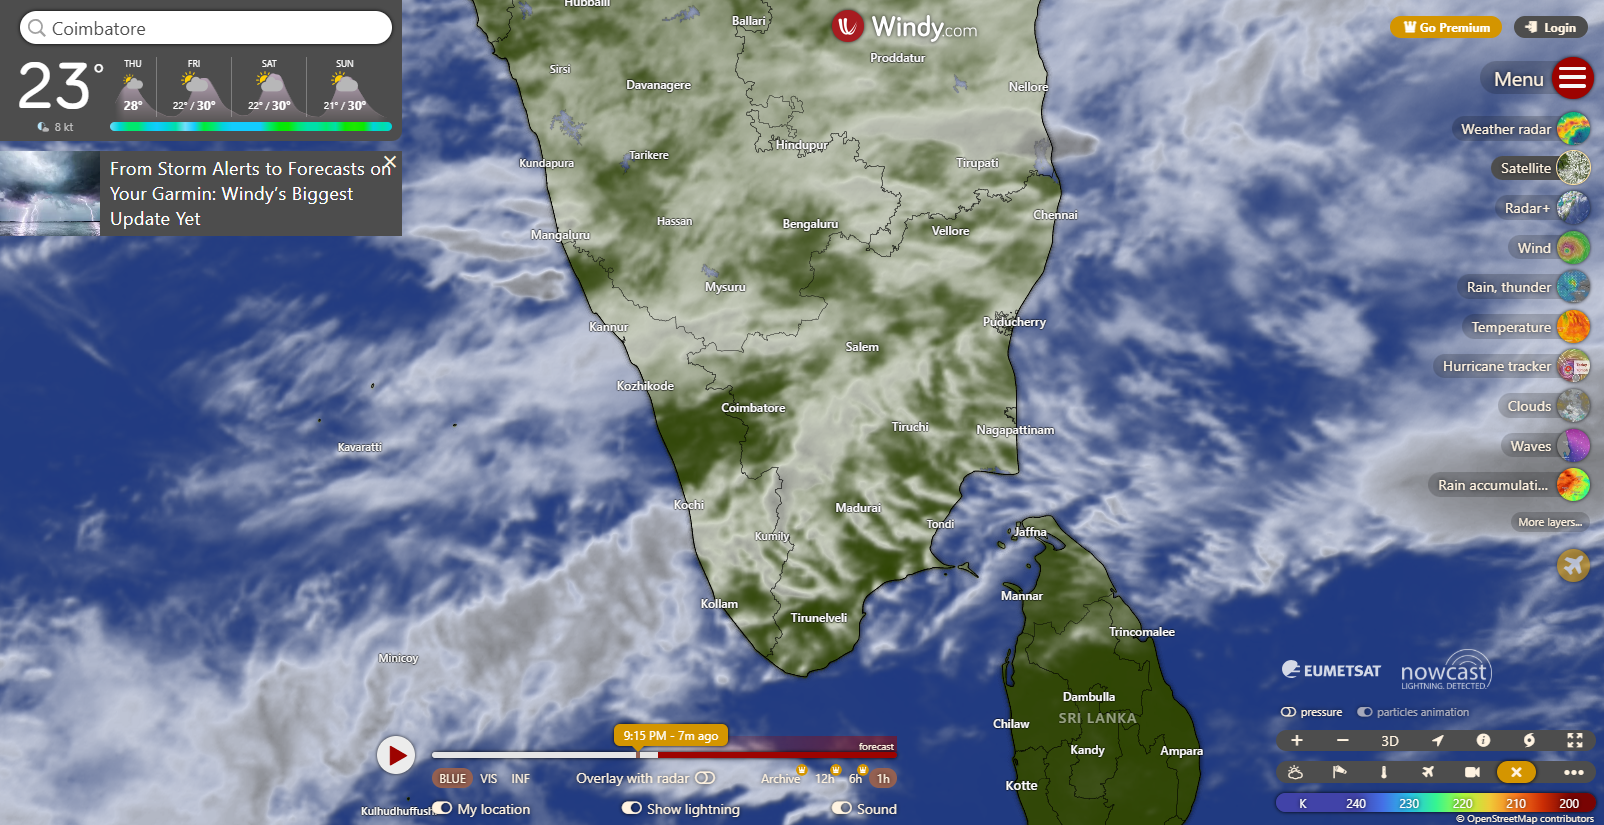 Coimbatore
23°
8 kt
THU
28°
FRI
22° / 30°
SAT
22° / 30°
SUN
21° / 30°
From Storm Alerts to Forecasts on
Your Garmin: Windy’s Biggest
Update Yet
Windy.com
Go Premium
Login
Menu
Weather radar
Satellite
Radar+
Wind
Rain, thunder
Temperature
Hurricane tracker
Clouds
Waves
Rain accumulati...
More layers...
Hubballi
Ballari
Proddatur
Sirsi
Davanagere
Nellore
Hindupur
Kundapura
Tarikere
Tirupati
Hassan
Bengaluru
Chennai
Vellore
Mangaluru
Mysuru
Kannur
Puducherry
Salem
Kozhikode
Coimbatore
Tiruchi
Nagapattinam
Kavaratti
Kochi
Madurai
Tondi
Kumily
Jaffna
Mannar
Kollam
Tirunelveli
Trincomalee
Minicoy
Dambulla
SRI LANKA
Chilaw
Kandy
Ampara
Kotte
Kulhudhuffushi
9:15 PM - 7m ago
forecast
BLUE VIS INF
Overlay with radar
Archive 12h 6h 1h
My location
Show lightning
Sound
EUMETSAT
nowcast
LIGHTNING. DETECTED.
pressure
particles animation
+ − 3D
K 240 230 220 210 200
© OpenStreetMap contributors